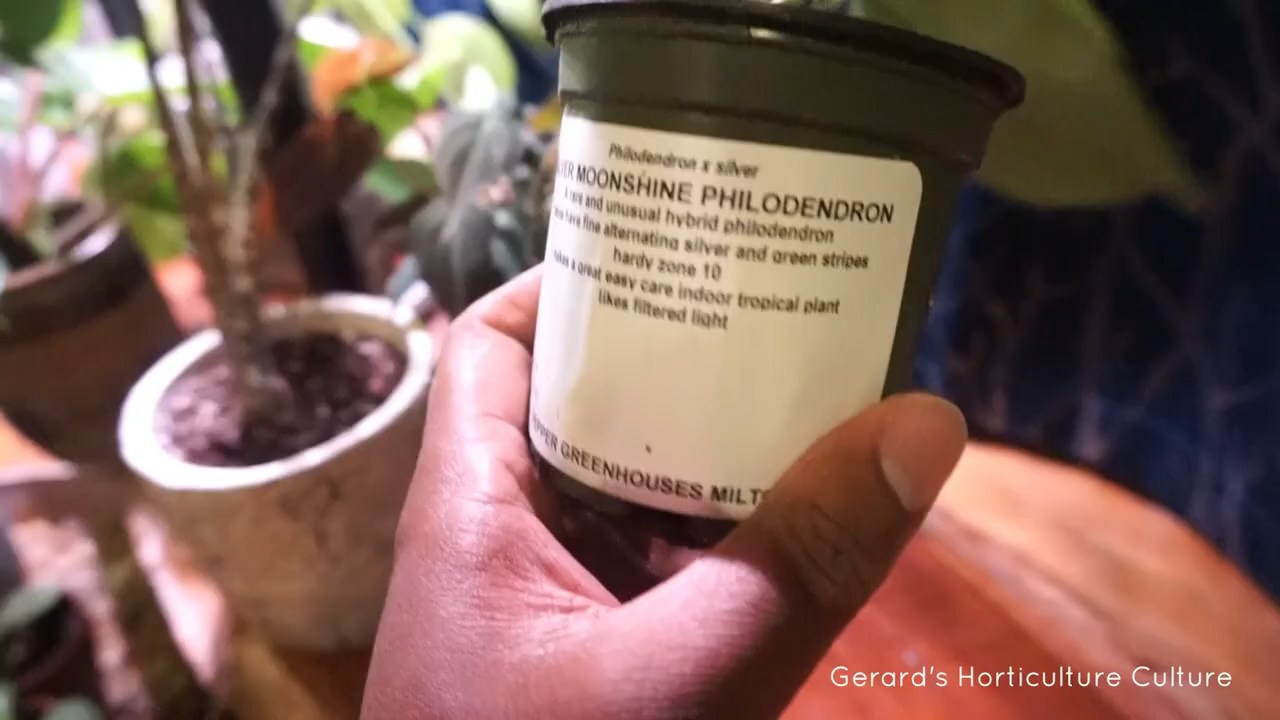 Philodendron x silver
MOONSHINE PHILODENDRON
A rare and unusual hybrid philodendron
have fine alternating silver and green stripes
hardy zone 10
a great easy care indoor tropical plant
likes filtered light
GREENHOUSES
Gerard's Horticulture Culture